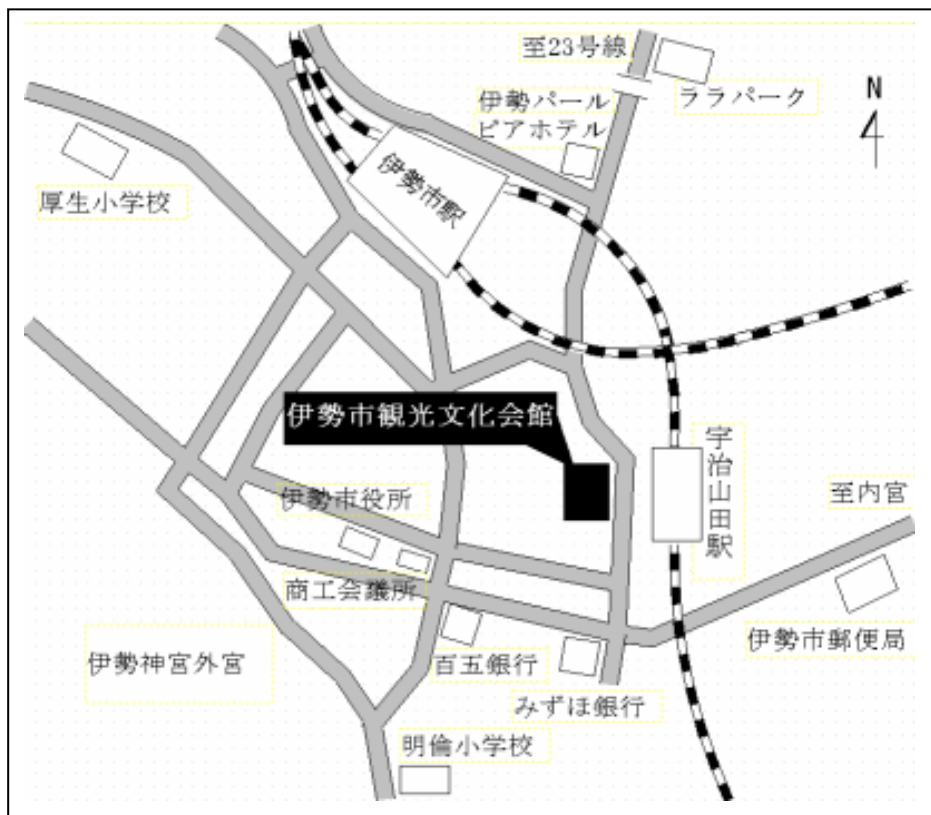 至23号線
ララパーク
N
伊勢パール
ピアホテル
伊勢市駅
厚生小学校
伊勢市観光文化会館
宇治山田駅
至内宮
伊勢市役所
商工会議所
伊勢市郵便局
伊勢神宮外宮
百五銀行
みずほ銀行
明倫小学校